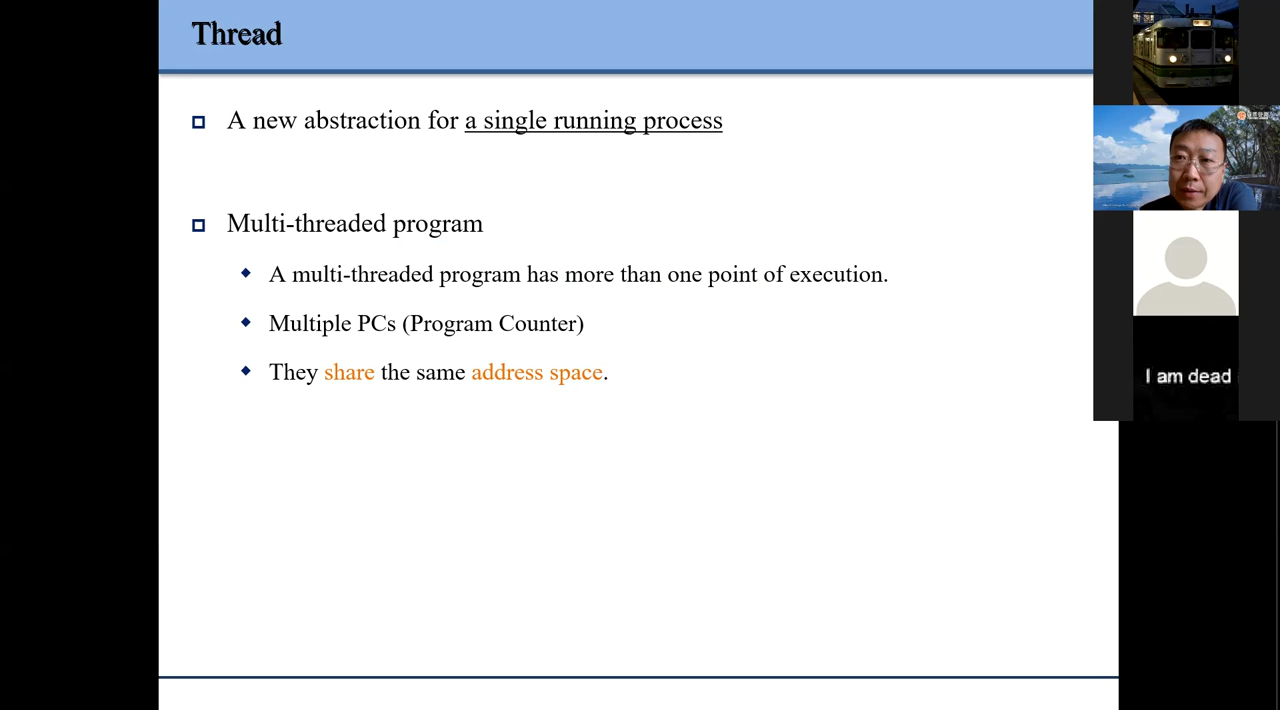 Thread
A new abstraction for a single running process
Multi-threaded program
A multi-threaded program has more than one point of execution.
Multiple PCs (Program Counter)
They share the same address space.
I am dead